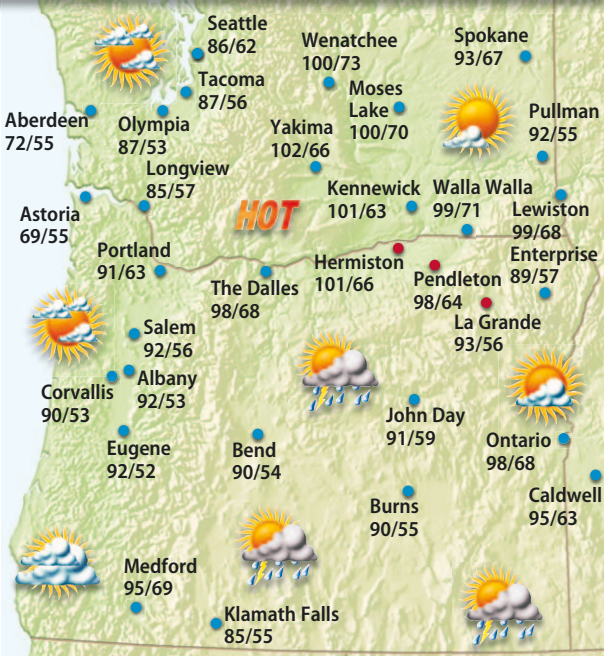 Seattle
86/62
Wenatchee
100/73
Spokane
93/67
Tacoma
87/56
Moses
Lake
100/70
Aberdeen
72/55
Olympia
87/53
Yakima
102/66
Pullman
92/55
Longview
85/57
Kennewick
101/63
Walla Walla
99/71
Lewiston
99/68
Astoria
69/55
HOT
Portland
91/63
The Dalles
98/68
Hermiston
101/66
Pendleton
98/64
Enterprise
89/57
La Grande
93/56
Salem
92/56
Albany
92/53
Corvallis
90/53
John Day
91/59
Eugene
92/52
Bend
90/54
Ontario
98/68
Burns
90/55
Caldwell
95/63
Medford
95/69
Klamath Falls
85/55